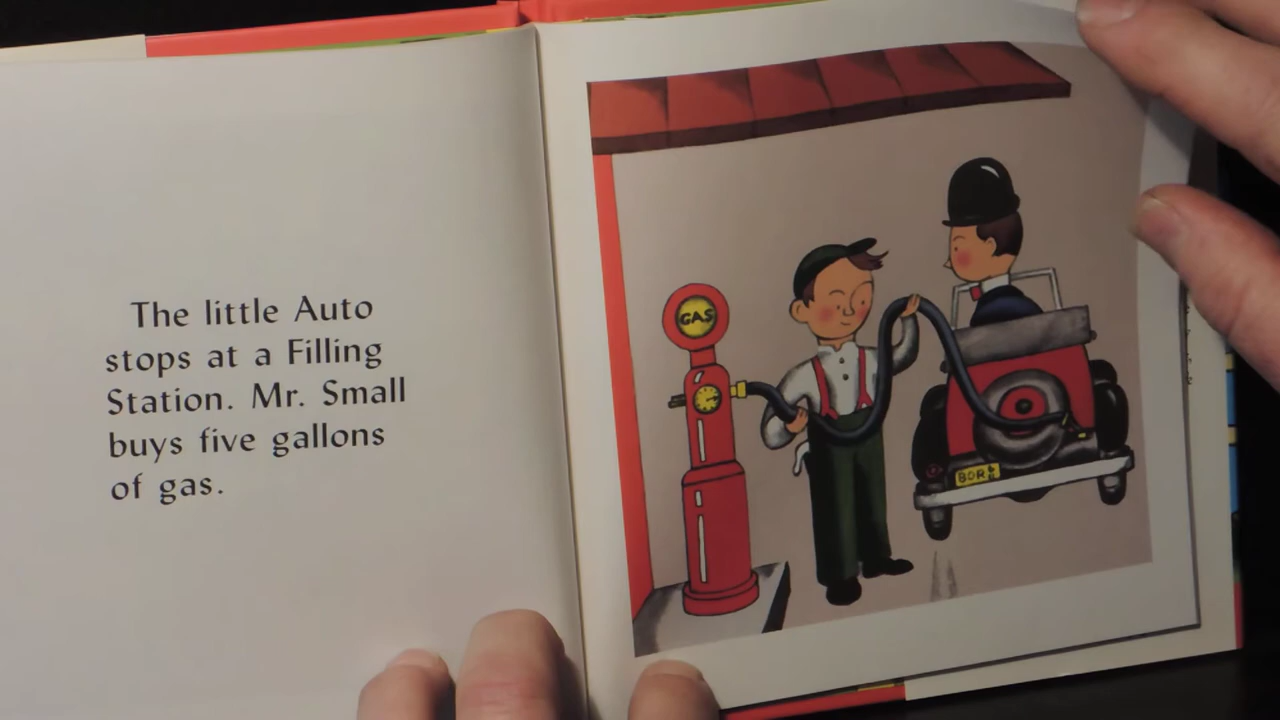 The little Auto
stops at a Filling
Station. Mr. Small
buys five gallons
of gas.
GAS